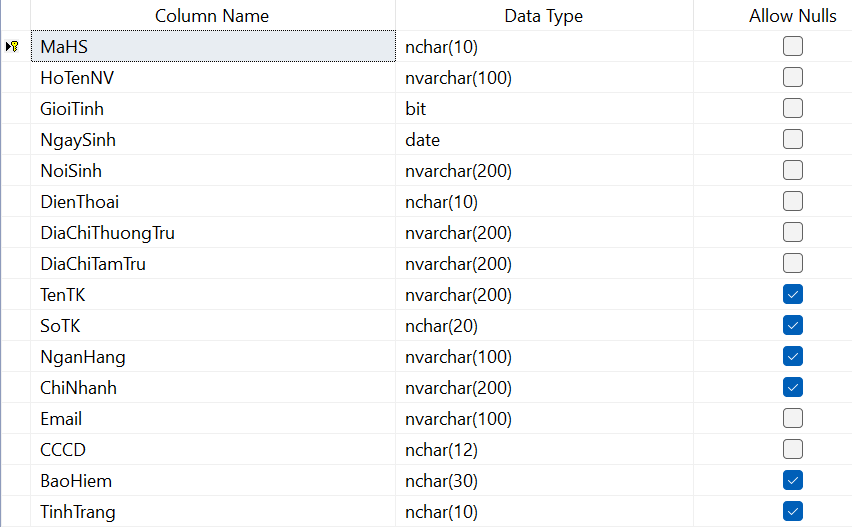 Column Name Data Type Allow Nulls
MaHS nchar(10)
HoTenNV nvarchar(100)
GioiTinh bit
NgaySinh date
NoiSinh nvarchar(200)
DienThoai nchar(10)
DiaChiThuongTru nvarchar(200)
DiaChiTamTru nvarchar(200)
TenTK nvarchar(200)
SoTK nchar(20)
NganHang nvarchar(100)
ChiNhanh nvarchar(200)
Email nvarchar(100)
CCCD nchar(12)
BaoHiem nchar(30)
TinhTrang nchar(10)